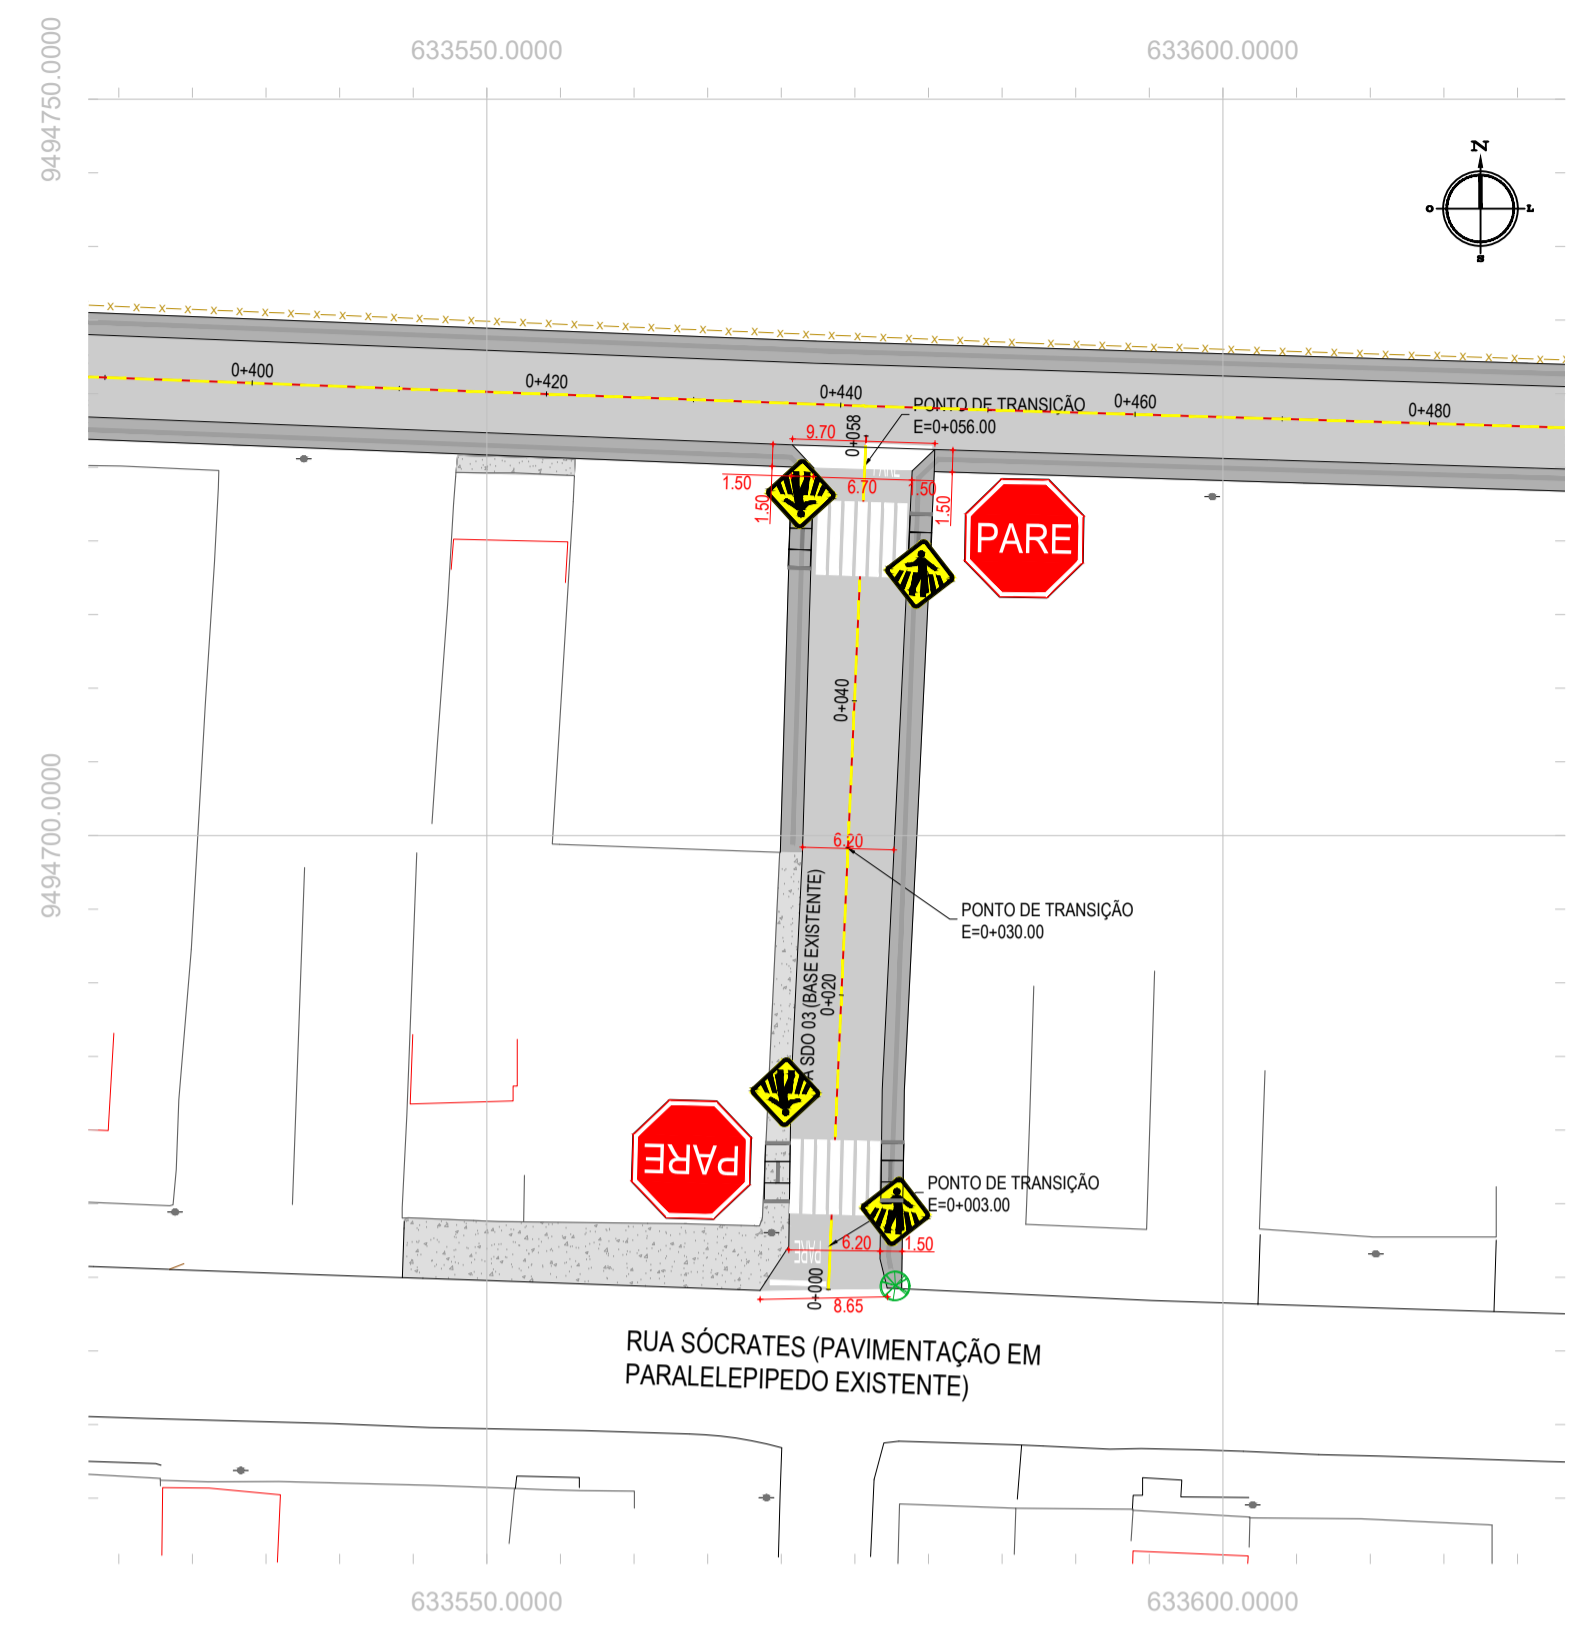 633550.0000
633600.0000
9494750.0000
N
O
L
S
0+400
0+420
0+440
0+460
0+480
PONTO DE TRANSIÇÃO
E=0+056.00
0+058
9.70
1.50
6.70
1.50
1.50
1.50
PARE
PARE
0+040
9494700.0000
6.20
PONTO DE TRANSIÇÃO
E=0+030.00
A SDO 03 (BASE EXISTENTE)
0+020
PARE
PONTO DE TRANSIÇÃO
E=0+003.00
6.20
1.50
PARE
0+000
8.65
RUA SÓCRATES (PAVIMENTAÇÃO EM
PARALELEPIPEDO EXISTENTE)
633550.0000
633600.0000